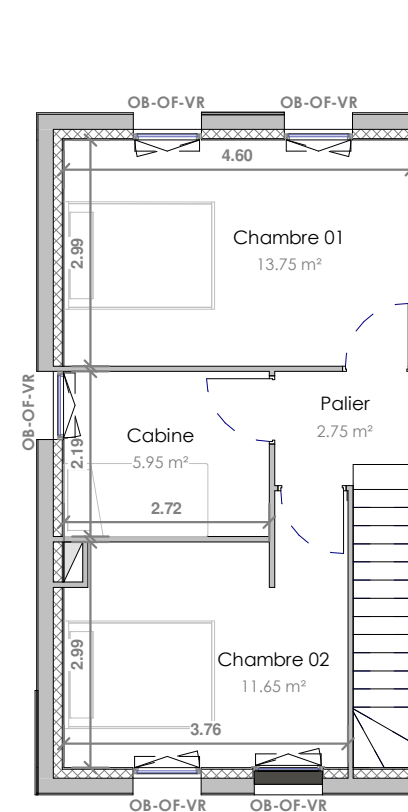 OB-OF-VR OB-OF-VR
4.60
2.99
Chambre 01
13.75 m²
OB-OF-VR
Palier
2.75 m²
Cabine
5.95 m²
2.19
2.72
2.99
Chambre 02
11.65 m²
3.76
OB-OF-VR OB-OF-VR